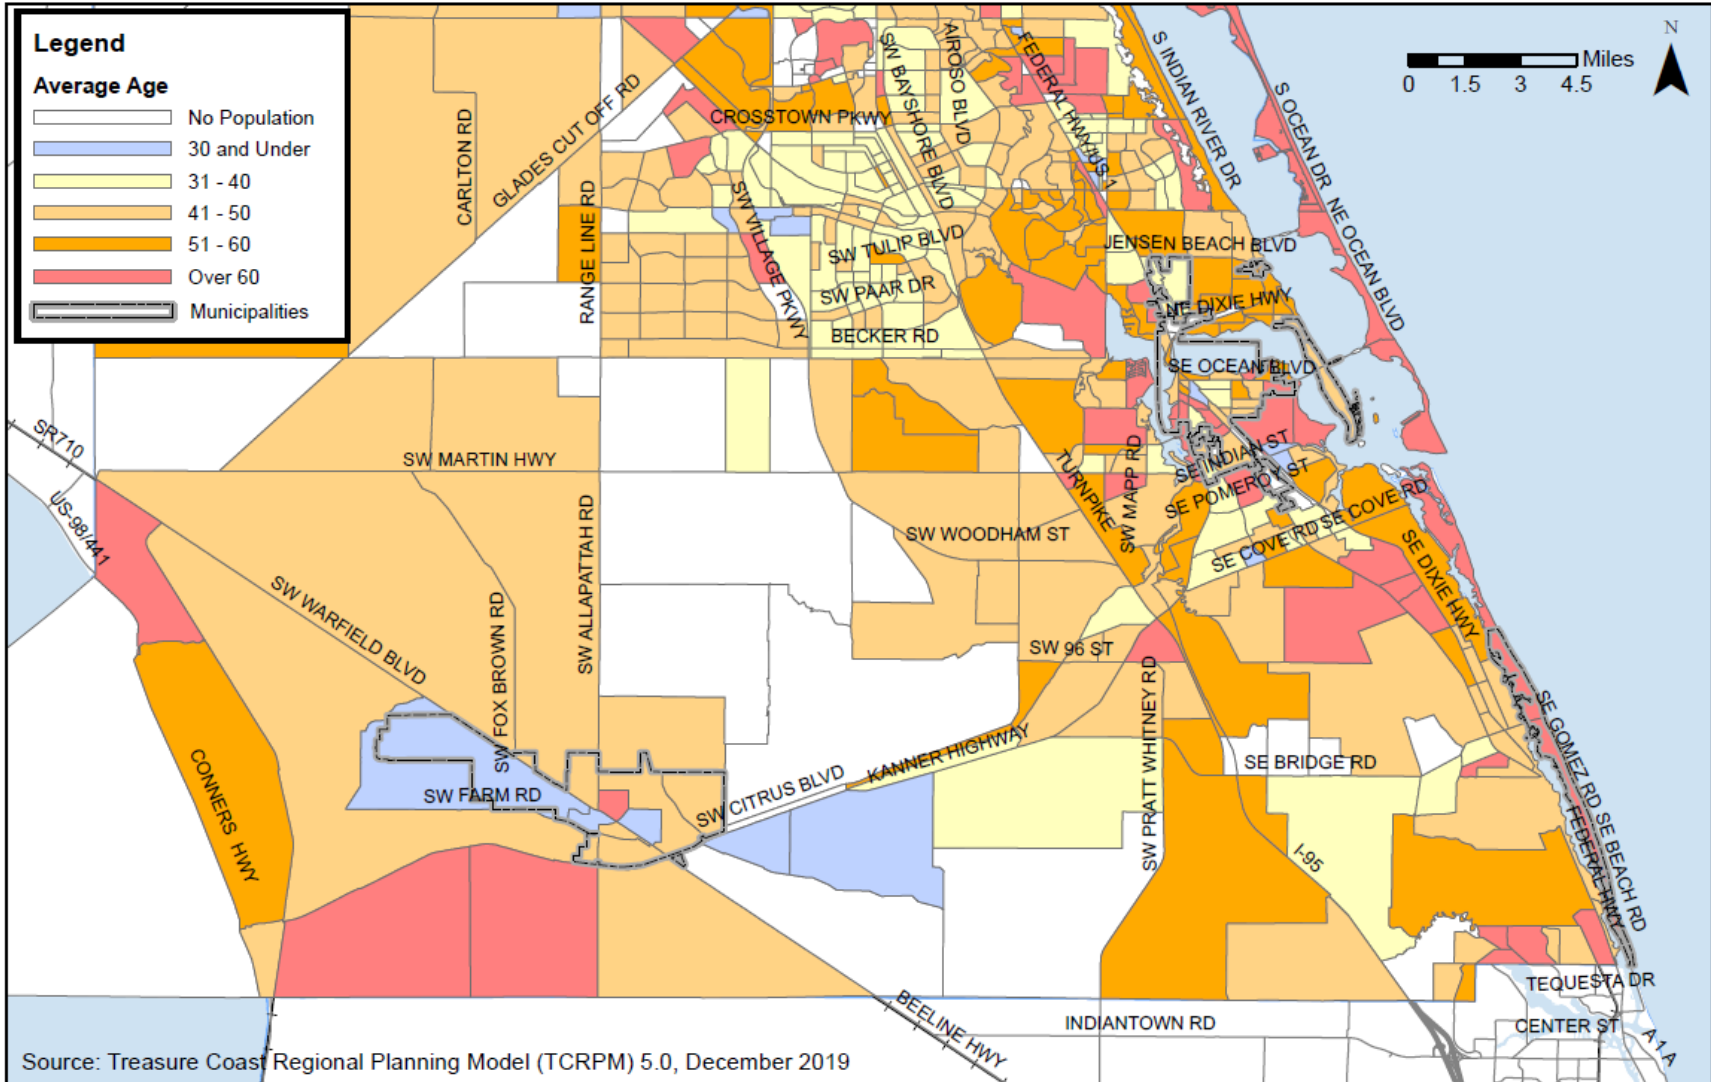 Legend
Average Age
No Population
30 and Under
31 - 40
41 - 50
51 - 60
Over 60
Municipalities
N
Miles
0 1.5 3 4.5
CARLTON RD
GLADES CUT OFF RD
RANGE LINE RD
CROSSTOWN PKWY
SW BAYSHORE BLVD
AIROSO BLVD
FEDERAL HWY/US 1
S INDIAN RIVER DR
S OCEAN DR
NE OCEAN BLVD
SW VILLAGE PKWY
SW TULIP BLVD
SW PAAR DR
BECKER RD
JENSEN BEACH BLVD
NE DIXIE HWY
SE OCEAN BLVD
SR710
US-98/441
SW MARTIN HWY
SW ALLAPATTAH RD
SW FOX BROWN RD
SW WARFIELD BLVD
TURNPIKE
SW MAPP RD
SE INDIAN ST
SE POMEROY ST
SE COVE RD
SE COVE RD
SE DIXIE HWY
SW WOODHAM ST
SW 96 ST
SW PRATT WHITNEY RD
KANNER HIGHWAY
SW CITRUS BLVD
SW FARM RD
CONNERS HWY
SE BRIDGE RD
I-95
SE GOMEZ RD
SE BEACH RD
FEDERAL HWY
TEQUESTA DR
CENTER ST
A 1 A
INDIANTOWN RD
BEELINE HWY
Source: Treasure Coast Regional Planning Model (TCRPM) 5.0, December 2019